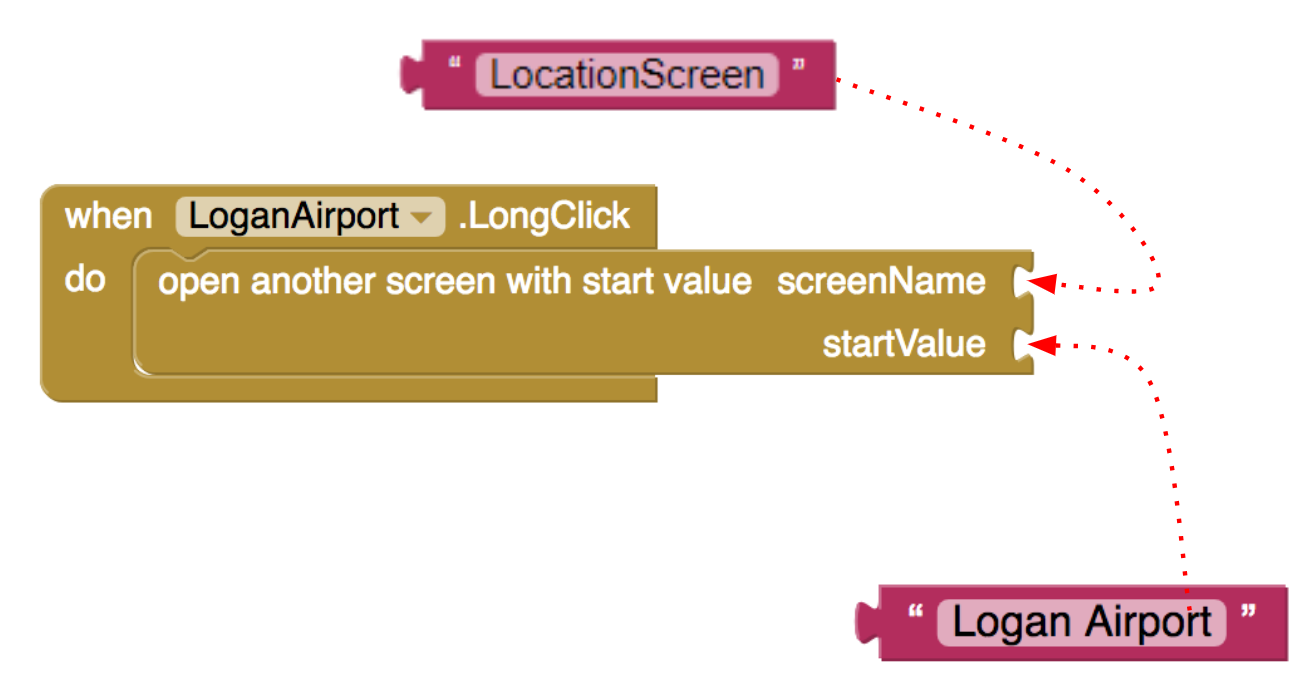 “ LocationScreen ”
when LoganAirport .LongClick
do open another screen with start value screenName
startValue
“ Logan Airport ”